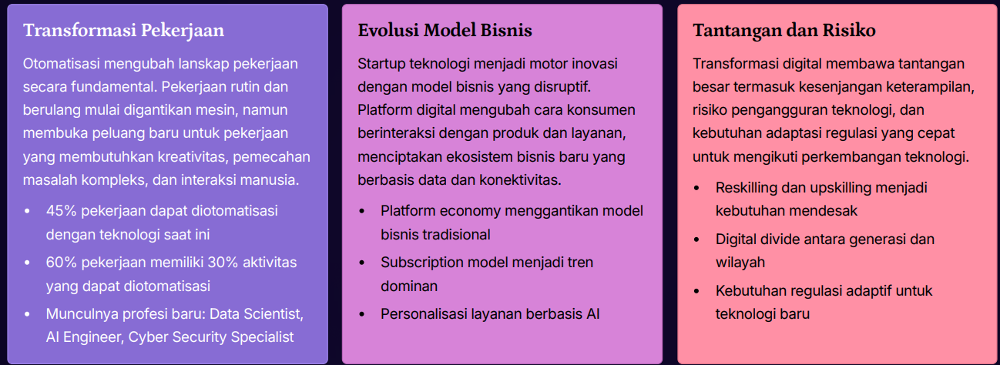 Transformasi Pekerjaan
Otomatisasi mengubah lanskap pekerjaan
secara fundamental. Pekerjaan rutin dan
berulang mulai digantikan mesin, namun
membuka peluang baru untuk pekerjaan
yang membutuhkan kreativitas, pemecahan
masalah kompleks, dan interaksi manusia.
• 45% pekerjaan dapat diotomatisasi
dengan teknologi saat ini
• 60% pekerjaan memiliki 30% aktivitas
yang dapat diotomatisasi
• Munculnya profesi baru: Data Scientist,
AI Engineer, Cyber Security Specialist
Evolusi Model Bisnis
Startup teknologi menjadi motor inovasi
dengan model bisnis yang disruptif.
Platform digital mengubah cara konsumen
berinteraksi dengan produk dan layanan,
menciptakan ekosistem bisnis baru yang
berbasis data dan konektivitas.
• Platform economy menggantikan model
bisnis tradisional
• Subscription model menjadi tren
dominan
• Personalisasi layanan berbasis AI
Tantangan dan Risiko
Transformasi digital membawa tantangan
besar termasuk kesenjangan keterampilan,
risiko pengangguran teknologi, dan
kebutuhan adaptasi regulasi yang cepat
untuk mengikuti perkembangan teknologi.
• Reskilling dan upskilling menjadi
kebutuhan mendesak
• Digital divide antara generasi dan
wilayah
• Kebutuhan regulasi adaptif untuk
teknologi baru